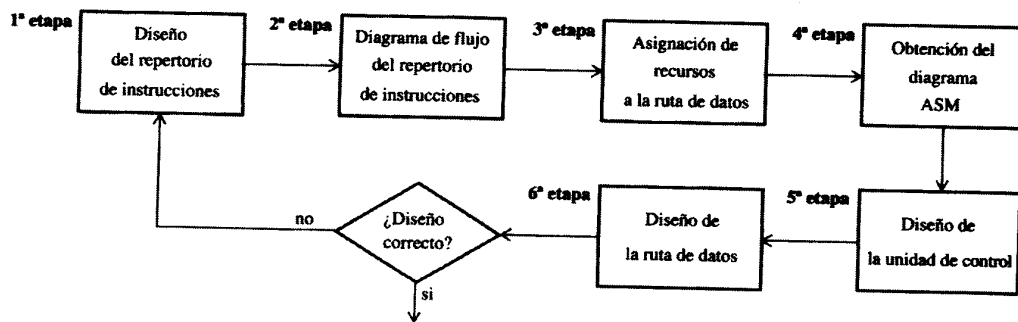 1ª etapa
Diseño
del repertorio
de instrucciones
2ª etapa
Diagrama de flujo
del repertorio
de instrucciones
3ª etapa
Asignación de
recursos
a la ruta de datos
4ª etapa
Obtención del
diagrama
ASM
5ª etapa
Diseño de
la unidad de control
6ª etapa
Diseño de
la ruta de datos
¿Diseño
correcto?
no
si